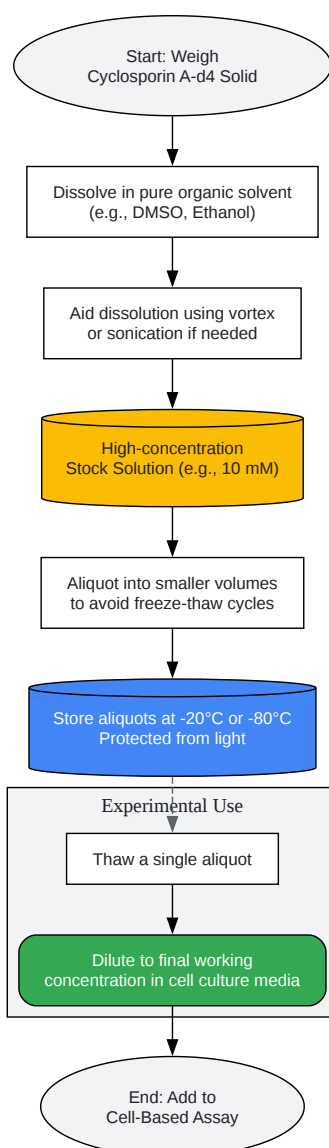 Start: Weigh
Cyclosporin A-d4 Solid
Dissolve in pure organic solvent
(e.g., DMSO, Ethanol)
Aid dissolution using vortex
or sonication if needed
High-concentration
Stock Solution (e.g., 10 mM)
Aliquot into smaller volumes
to avoid freeze-thaw cycles
Store aliquots at -20°C or -80°C
Protected from light
Experimental Use
Thaw a single aliquot
Dilute to final working
concentration in cell culture media
End: Add to
Cell-Based Assay